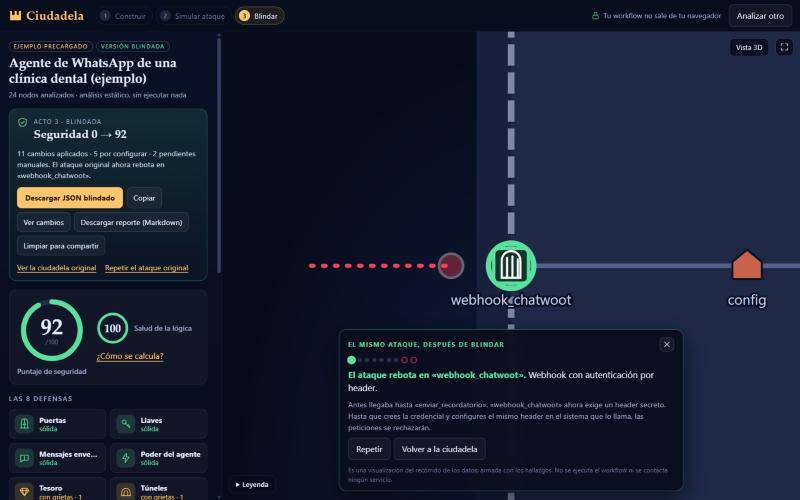 Ciudadela
1 Construir
2 Simular ataque
3 Blindar
Tu workflow no sale de tu navegador
Analizar otro
EJEMPLO PRECARGADO
VERSIÓN BLINDADA
Agente de WhatsApp de una
clínica dental (ejemplo)
24 nodos analizados · análisis estático, sin ejecutar nada
ACTO 3 · BLINDADA
Seguridad 0 → 92
11 cambios aplicados · 5 por configurar · 2 pendientes
manuales. El ataque original ahora rebota en
«webhook_chatwoot».
Descargar JSON blindado
Copiar
Ver cambios
Descargar reporte (Markdown)
Limpiar para compartir
Ver la ciudadela original
Repetir el ataque original
92
/100
Puntaje de seguridad
100
Salud de la lógica
¿Cómo se calcula?
LAS 8 DEFENSAS
Puertas
sólida
Llaves
sólida
Mensajes enve...
sólida
Poder del agente
sólida
Tesoro
con grietas · 1
Túneles
con grietas · 1
Vista 3D
webhook_chatwoot
config
EL MISMO ATAQUE, DESPUÉS DE BLINDAR
El ataque rebota en «webhook_chatwoot». Webhook con autenticación por
header.
Antes llegaba hasta «enviar_recordatorio». «webhook_chatwoot» ahora exige un header secreto.
Hasta que crees la credencial y configures el mismo header en el sistema que lo llama, las
peticiones se rechazarán.
Repetir
Volver a la ciudadela
Es una visualización del recorrido de los datos, armada con los hallazgos. No se ejecuta el workflow ni se contacta
ningún servicio.
Leyenda